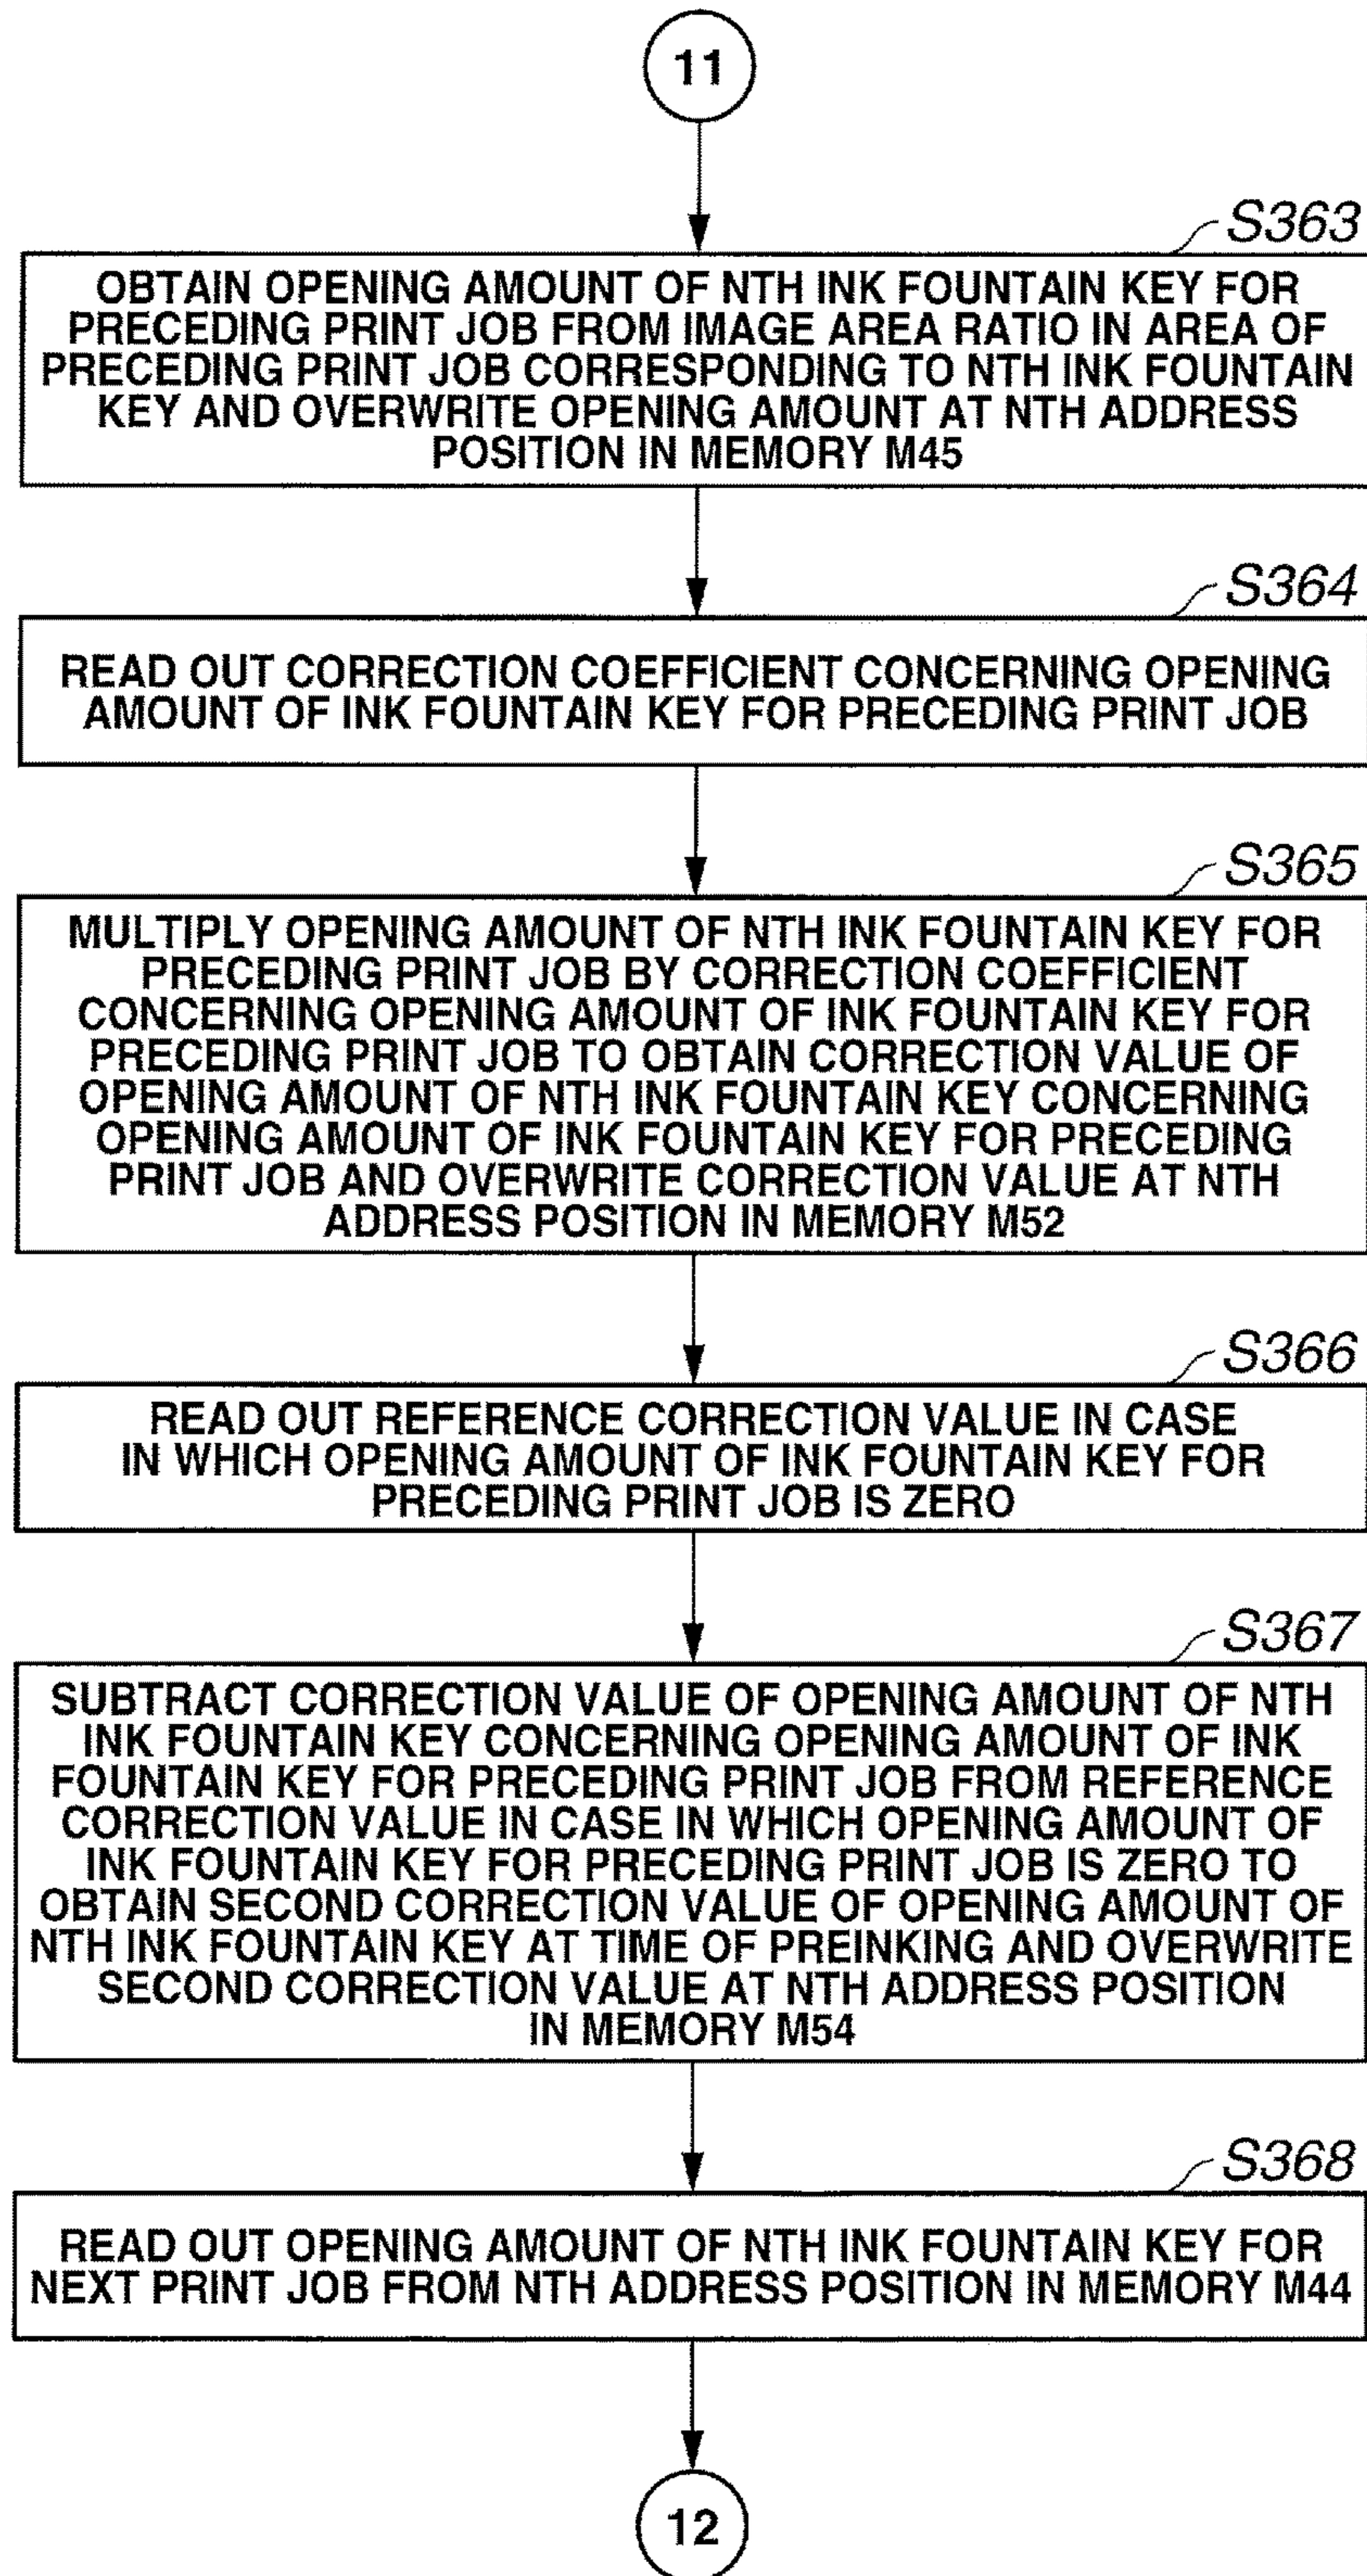 11
S363
OBTAIN OPENING AMOUNT OF NTH INK FOUNTAIN KEY FOR
PRECEDING PRINT JOB FROM IMAGE AREA RATIO IN AREA OF
PRECEDING PRINT JOB CORRESPONDING TO NTH INK FOUNTAIN
KEY AND OVERWRITE OPENING AMOUNT AT NTH ADDRESS
POSITION IN MEMORY M45
S364
READ OUT CORRECTION COEFFICIENT CONCERNING OPENING
AMOUNT OF INK FOUNTAIN KEY FOR PRECEDING PRINT JOB
S365
MULTIPLY OPENING AMOUNT OF NTH INK FOUNTAIN KEY FOR
PRECEDING PRINT JOB BY CORRECTION COEFFICIENT
CONCERNING OPENING AMOUNT OF INK FOUNTAIN KEY FOR
PRECEDING PRINT JOB TO OBTAIN CORRECTION VALUE OF
OPENING AMOUNT OF NTH INK FOUNTAIN KEY CONCERNING
OPENING AMOUNT OF INK FOUNTAIN KEY FOR PRECEDING
PRINT JOB AND OVERWRITE CORRECTION VALUE AT NTH
ADDRESS POSITION IN MEMORY M52
S366
READ OUT REFERENCE CORRECTION VALUE IN CASE
IN WHICH OPENING AMOUNT OF INK FOUNTAIN KEY FOR
PRECEDING PRINT JOB IS ZERO
S367
SUBTRACT CORRECTION VALUE OF OPENING AMOUNT OF NTH
INK FOUNTAIN KEY CONCERNING OPENING AMOUNT OF INK
FOUNTAIN KEY FOR PRECEDING PRINT JOB FROM REFERENCE
CORRECTION VALUE IN CASE IN WHICH OPENING AMOUNT OF
INK FOUNTAIN KEY FOR PRECEDING PRINT JOB IS ZERO TO
OBTAIN SECOND CORRECTION VALUE OF OPENING AMOUNT OF
NTH INK FOUNTAIN KEY AT TIME OF PREINKING AND OVERWRITE
SECOND CORRECTION VALUE AT NTH ADDRESS POSITION
IN MEMORY M54
S368
READ OUT OPENING AMOUNT OF NTH INK FOUNTAIN KEY FOR
NEXT PRINT JOB FROM NTH ADDRESS POSITION IN MEMORY M44
12